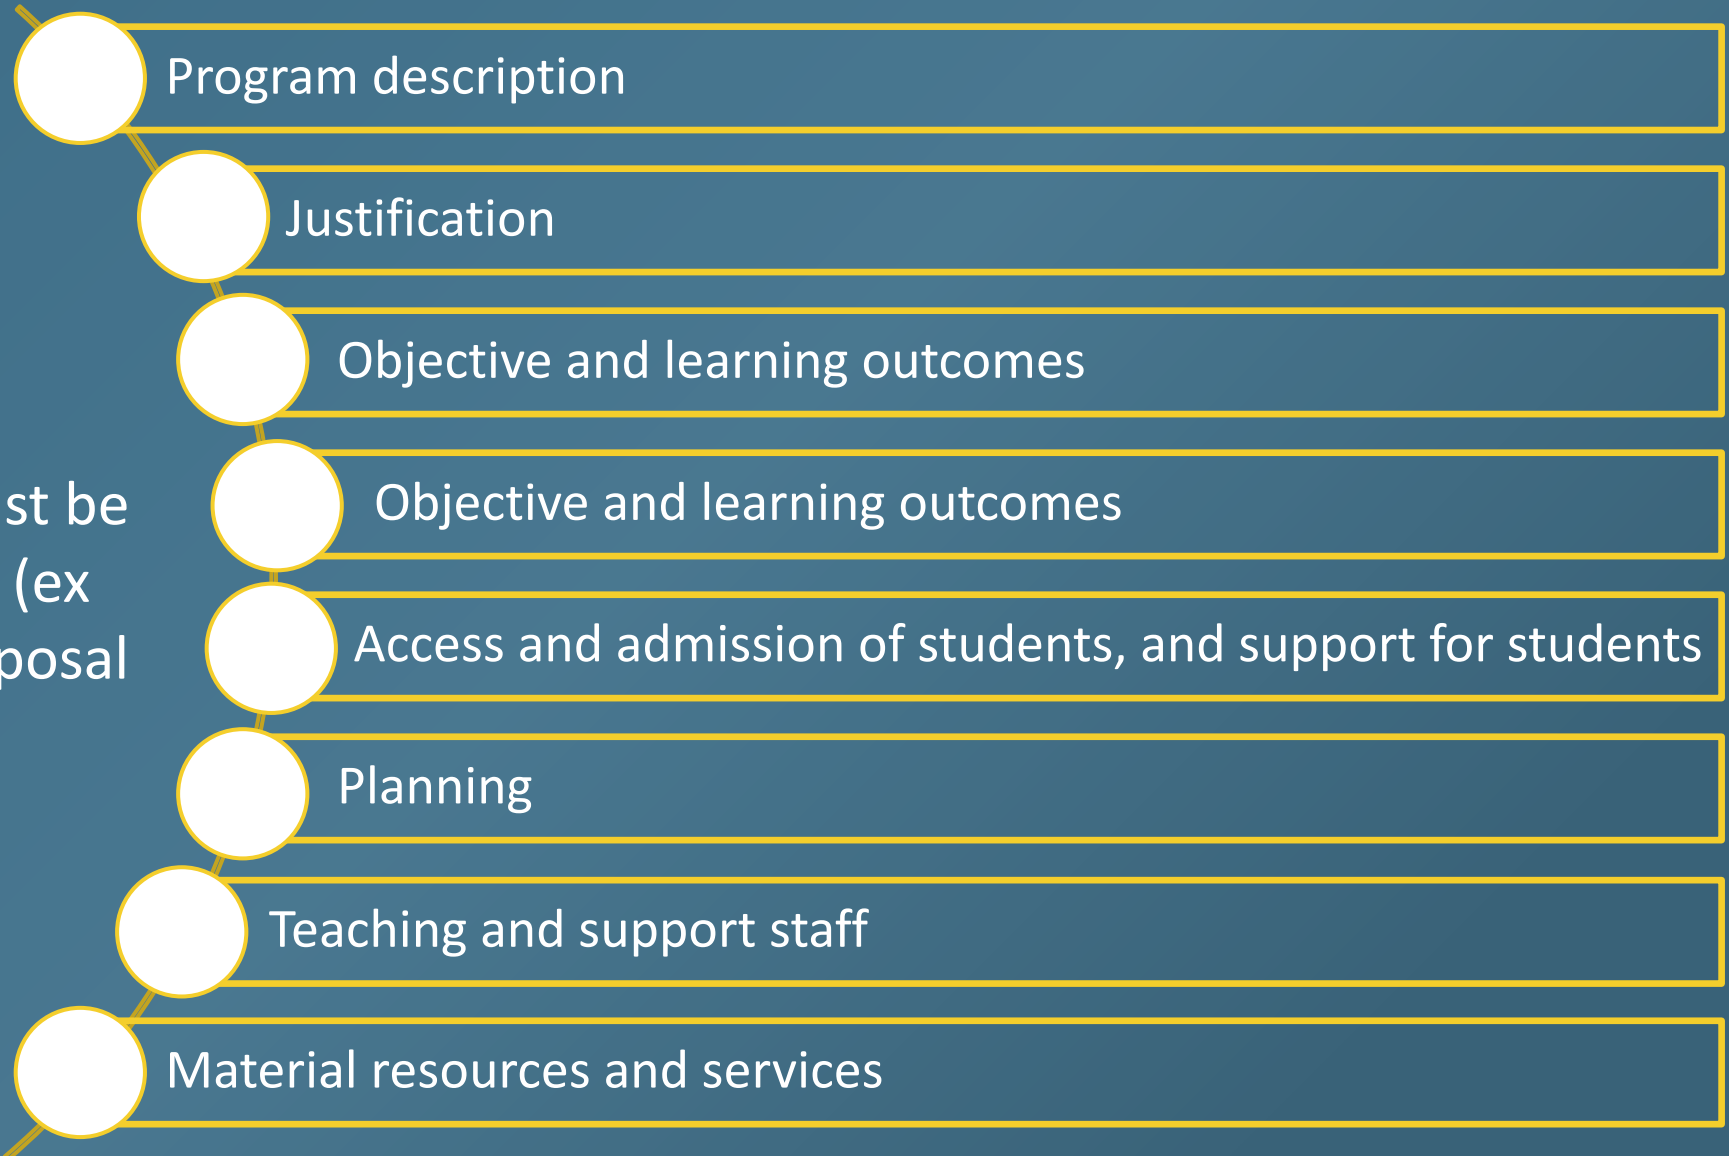 Program description
Justification
Objective and learning outcomes
Objective and learning outcomes
Access and admission of students, and support for students
Planning
Teaching and support staff
Material resources and services
st be
(ex
posal